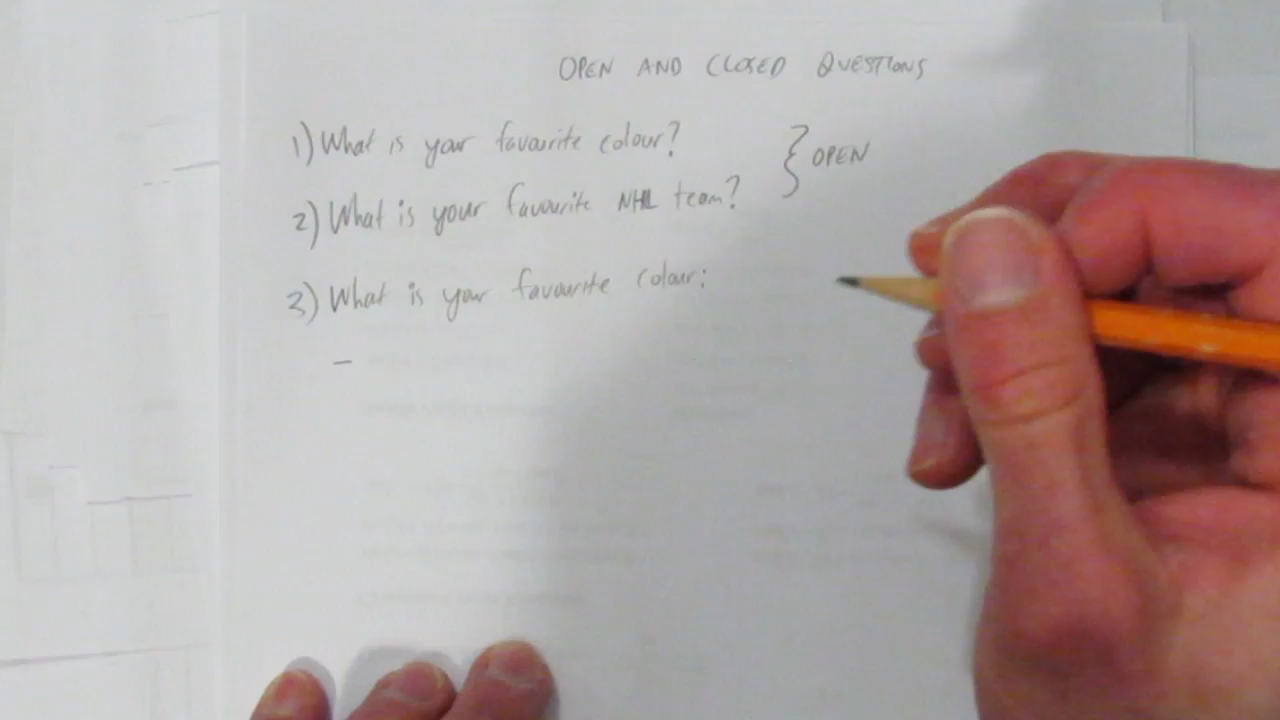 OPEN AND CLOSED QUESTIONS
1) What is your favourite colour?
} OPEN
2) What is your favourite NHL team?
3) What is your favourite colour:
–